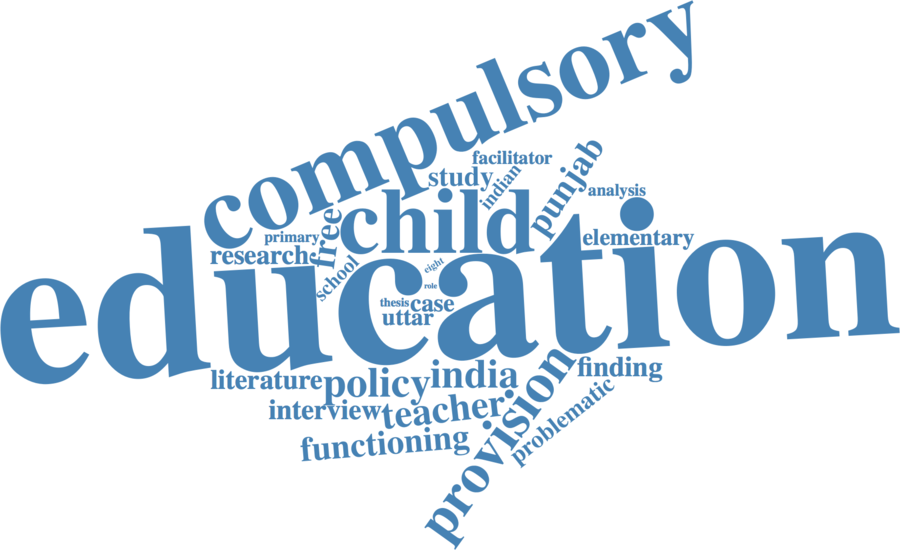 compulsory
facilitator
study
indian
punjab
analysis
free
child
primary
research
elementary
education
school
eight
role
thesis
case
uttar
literature
policy
india
provision
finding
interview
teacher
problematic
functioning